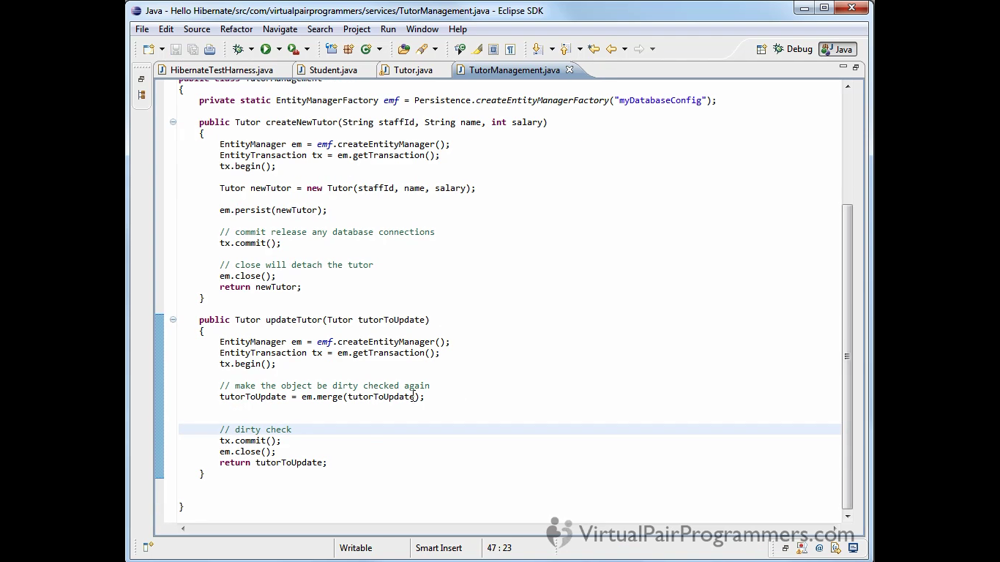 Java - Hello Hibernate/src/com/virtualpairprogrammers/services/TutorManagement.java - Eclipse SDK
File Edit Source Refactor Navigate Search Project Run Window Help
Debug Java
HibernateTestHarness.java Student.java Tutor.java TutorManagement.java
public class TutorManagement
{
private static EntityManagerFactory emf = Persistence.createEntityManagerFactory("myDatabaseConfig");
public Tutor createNewTutor(String staffId, String name, int salary)
{
EntityManager em = emf.createEntityManager();
EntityTransaction tx = em.getTransaction();
tx.begin();
Tutor newTutor = new Tutor(staffId, name, salary);
em.persist(newTutor);
// commit release any database connections
tx.commit();
// close will detach the tutor
em.close();
return newTutor;
}
public Tutor updateTutor(Tutor tutorToUpdate)
{
EntityManager em = emf.createEntityManager();
EntityTransaction tx = em.getTransaction();
tx.begin();
// make the object be dirty checked again
tutorToUpdate = em.merge(tutorToUpdate);
// dirty check
tx.commit();
em.close();
return tutorToUpdate;
}
}
VirtualPairProgrammers.com
Writable Smart Insert 47 : 23